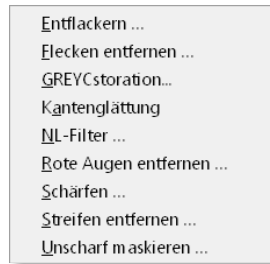 Entflackern ...
Flecken entfernen ...
GREYCstoration...
Kantenglättung
NL-Filter ...
Rote Augen entfernen ...
Schärfen ...
Streifen entfernen ...
Unscharf maskieren ...